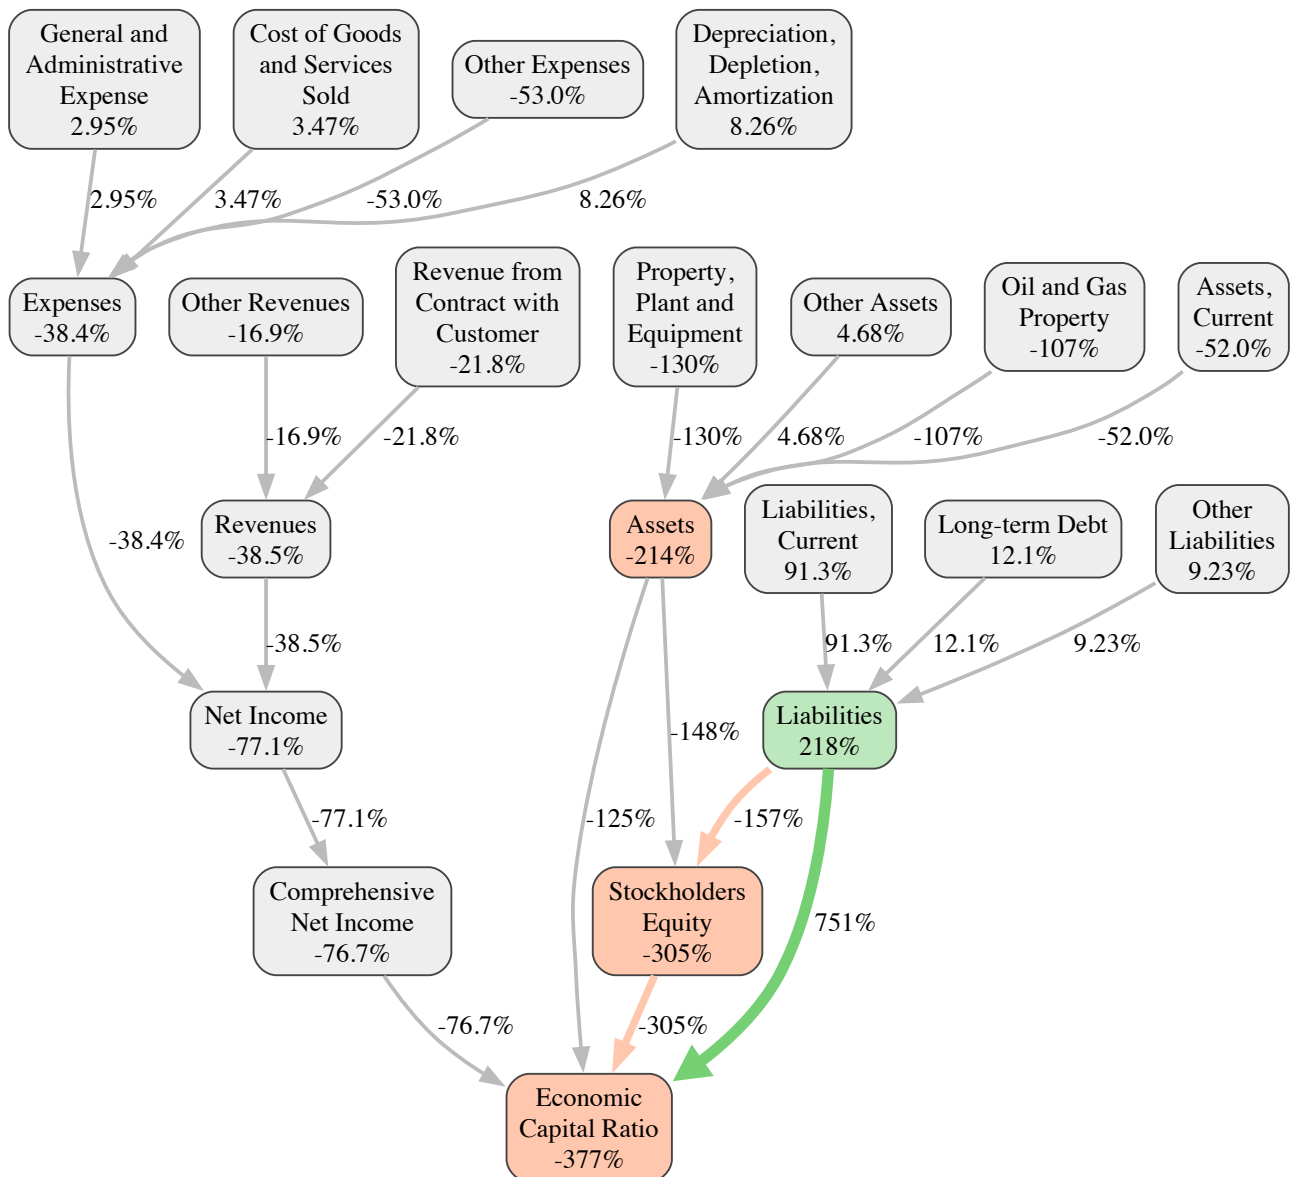 General and
Administrative
Expense
2.95%
Cost of Goods
and Services
Sold
3.47%
Other Expenses
-53.0%
Depreciation,
Depletion,
Amortization
8.26%
2.95%
3.47%
-53.0%
8.26%
Expenses
-38.4%
Other Revenues
-16.9%
Revenue from
Contract with
Customer
-21.8%
Property,
Plant and
Equipment
-130%
Other Assets
4.68%
Oil and Gas
Property
-107%
Assets,
Current
-52.0%
-16.9%
-21.8%
-130%
4.68%
-107%
-52.0%
-38.4%
Revenues
-38.5%
Assets
-214%
Liabilities,
Current
91.3%
Long-term Debt
12.1%
Other
Liabilities
9.23%
-38.5%
91.3%
12.1%
9.23%
Net Income
-77.1%
-148%
Liabilities
218%
-77.1%
-125%
-157%
Comprehensive
Net Income
-76.7%
Stockholders
Equity
-305%
751%
-76.7%
-305%
Economic
Capital Ratio
-377%